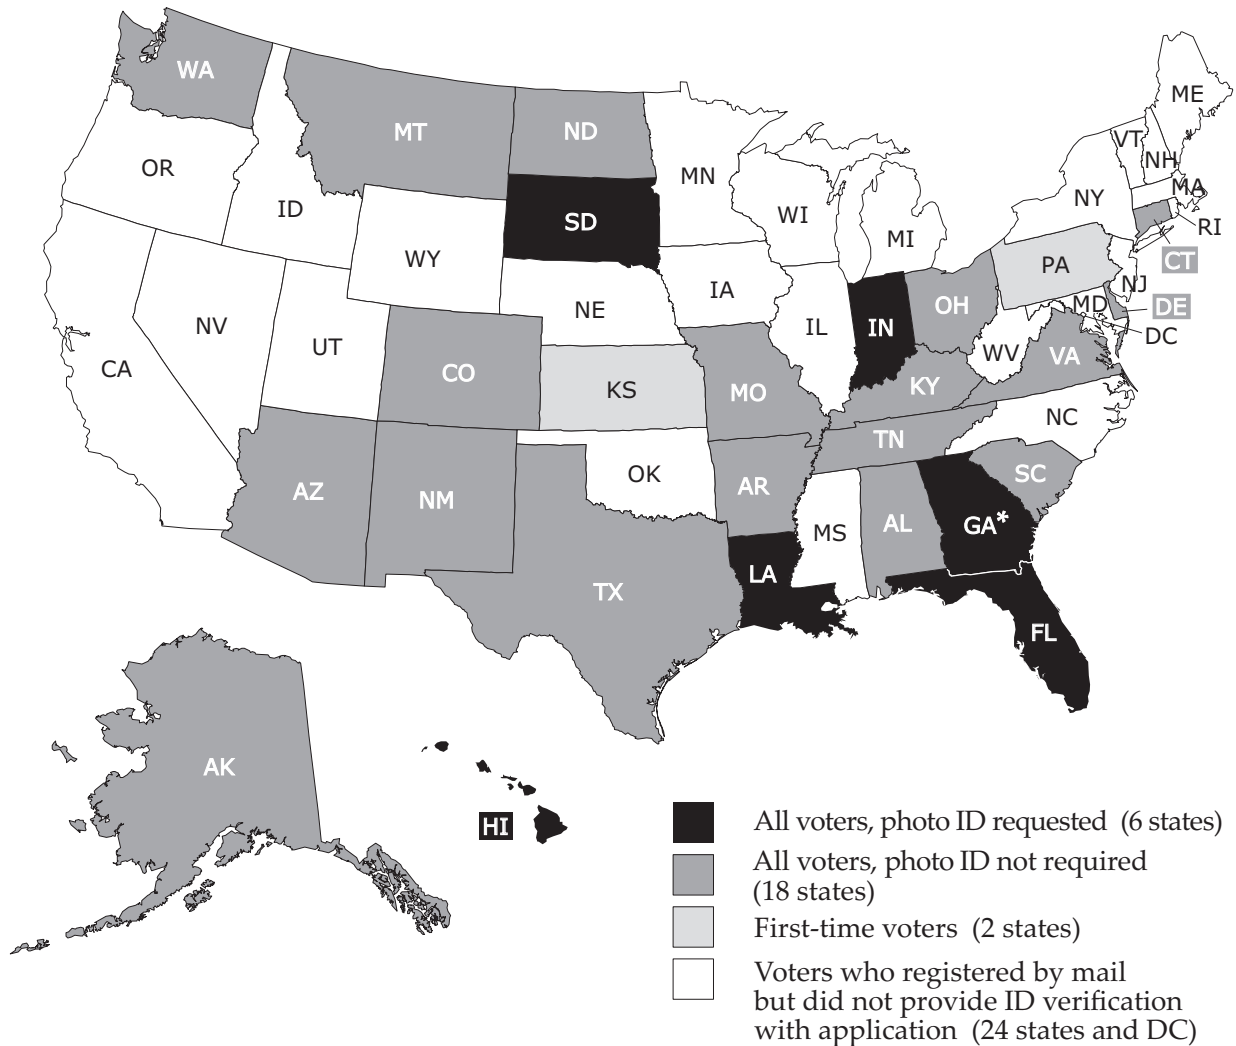 WA
ME
MT
ND
VT
NH
OR
MN
MA
ID
SD
WI
NY
RI
MI
WY
PA
CT
IA
NJ
NE
OH
MD
DE
NV
IL
IN
DC
UT
WV
VA
CA
CO
KS
MO
KY
NC
TN
OK
SC
AZ
NM
AR
GA*
MS
AL
LA
TX
FL
AK
HI
All voters, photo ID requested (6 states)
All voters, photo ID not required
(18 states)
First-time voters (2 states)
Voters who registered by mail
but did not provide ID verification
with application (24 states and DC)